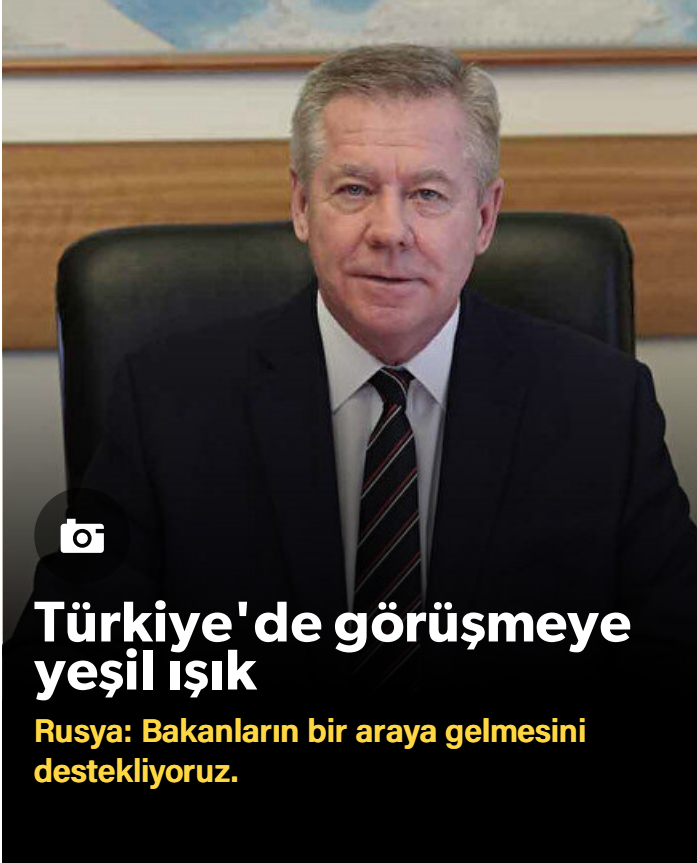 Türkiye'de görüşmeye
yeşil ışık
Rusya: Bakanların bir araya gelmesini
destekliyoruz.